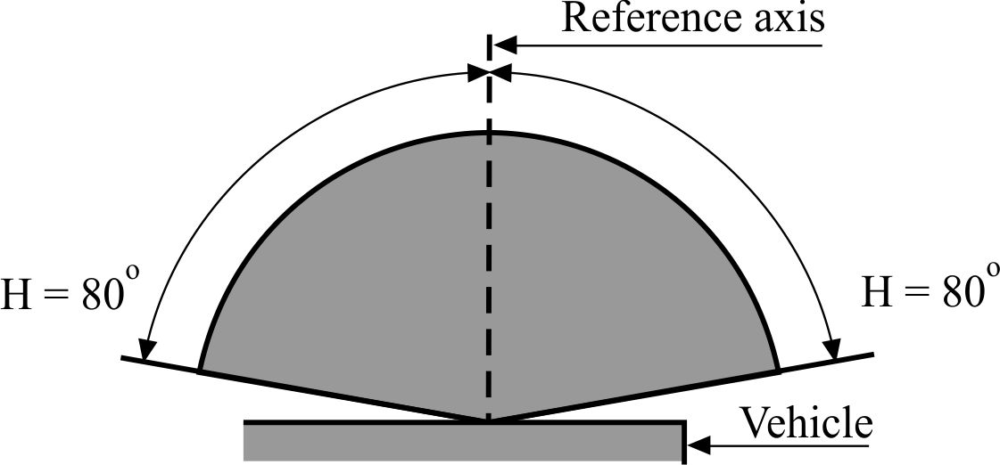 Reference axis
H = 80°
H = 80°
Vehicle